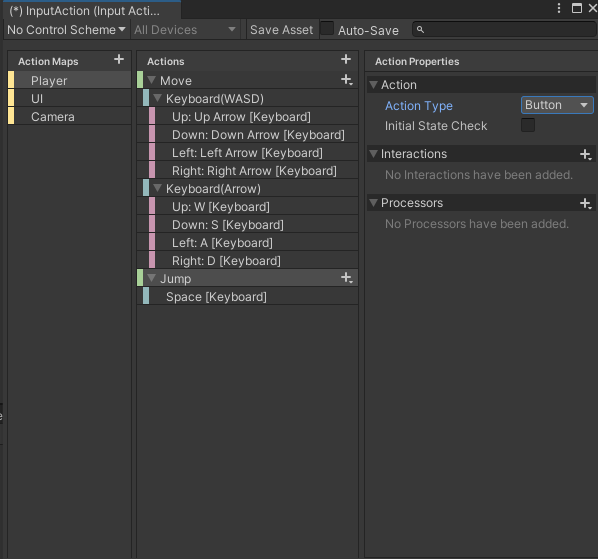 (*) InputAction (Input Acti...
No Control Scheme
All Devices
Save Asset
Auto-Save
Action Maps
+
Player
UI
Camera
Actions
+
Move
+
Keyboard(WASD)
Up: Up Arrow [Keyboard]
Down: Down Arrow [Keyboard]
Left: Left Arrow [Keyboard]
Right: Right Arrow [Keyboard]
Keyboard(Arrow)
Up: W [Keyboard]
Down: S [Keyboard]
Left: A [Keyboard]
Right: D [Keyboard]
Jump
+
Space [Keyboard]
Action Properties
Action
Action Type
Button
Initial State Check
Interactions
+
No Interactions have been added.
Processors
+
No Processors have been added.